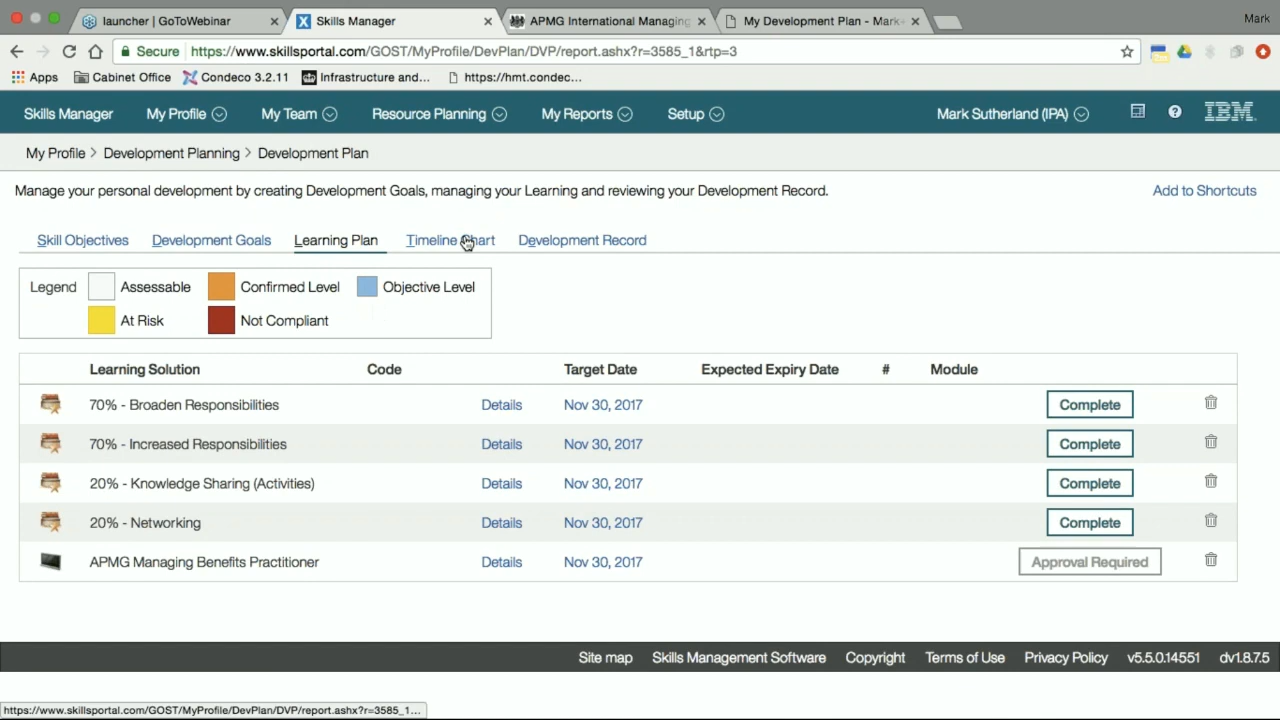 launcher | GoToWebinar
Skills Manager
APMG International Managing
My Development Plan - Mark
Mark
Secure https://www.skillsportal.com/GOST/MyProfile/DevPlan/DVP/report.ashx?r=3585_1&rtp=3
Apps Cabinet Office Condeco 3.2.11 Infrastructure and... https://hmt.condec...
Skills Manager My Profile My Team Resource Planning My Reports Setup Mark Sutherland (IPA) ? IBM
My Profile > Development Planning > Development Plan
Manage your personal development by creating Development Goals, managing your Learning and reviewing your Development Record. Add to Shortcuts
Skill Objectives Development Goals Learning Plan Timeline Chart Development Record
Legend Assessable Confirmed Level Objective Level
At Risk Not Compliant
Learning Solution Code Target Date Expected Expiry Date # Module
70% - Broaden Responsibilities Details Nov 30, 2017 Complete
70% - Increased Responsibilities Details Nov 30, 2017 Complete
20% - Knowledge Sharing (Activities) Details Nov 30, 2017 Complete
20% - Networking Details Nov 30, 2017 Complete
APMG Managing Benefits Practitioner Details Nov 30, 2017 Approval Required
Site map Skills Management Software Copyright Terms of Use Privacy Policy v5.5.0.14551 dv1.8.7.5
https://www.skillsportal.com/GOST/MyProfile/DevPlan/DVP/report.ashx?r=3585_1...